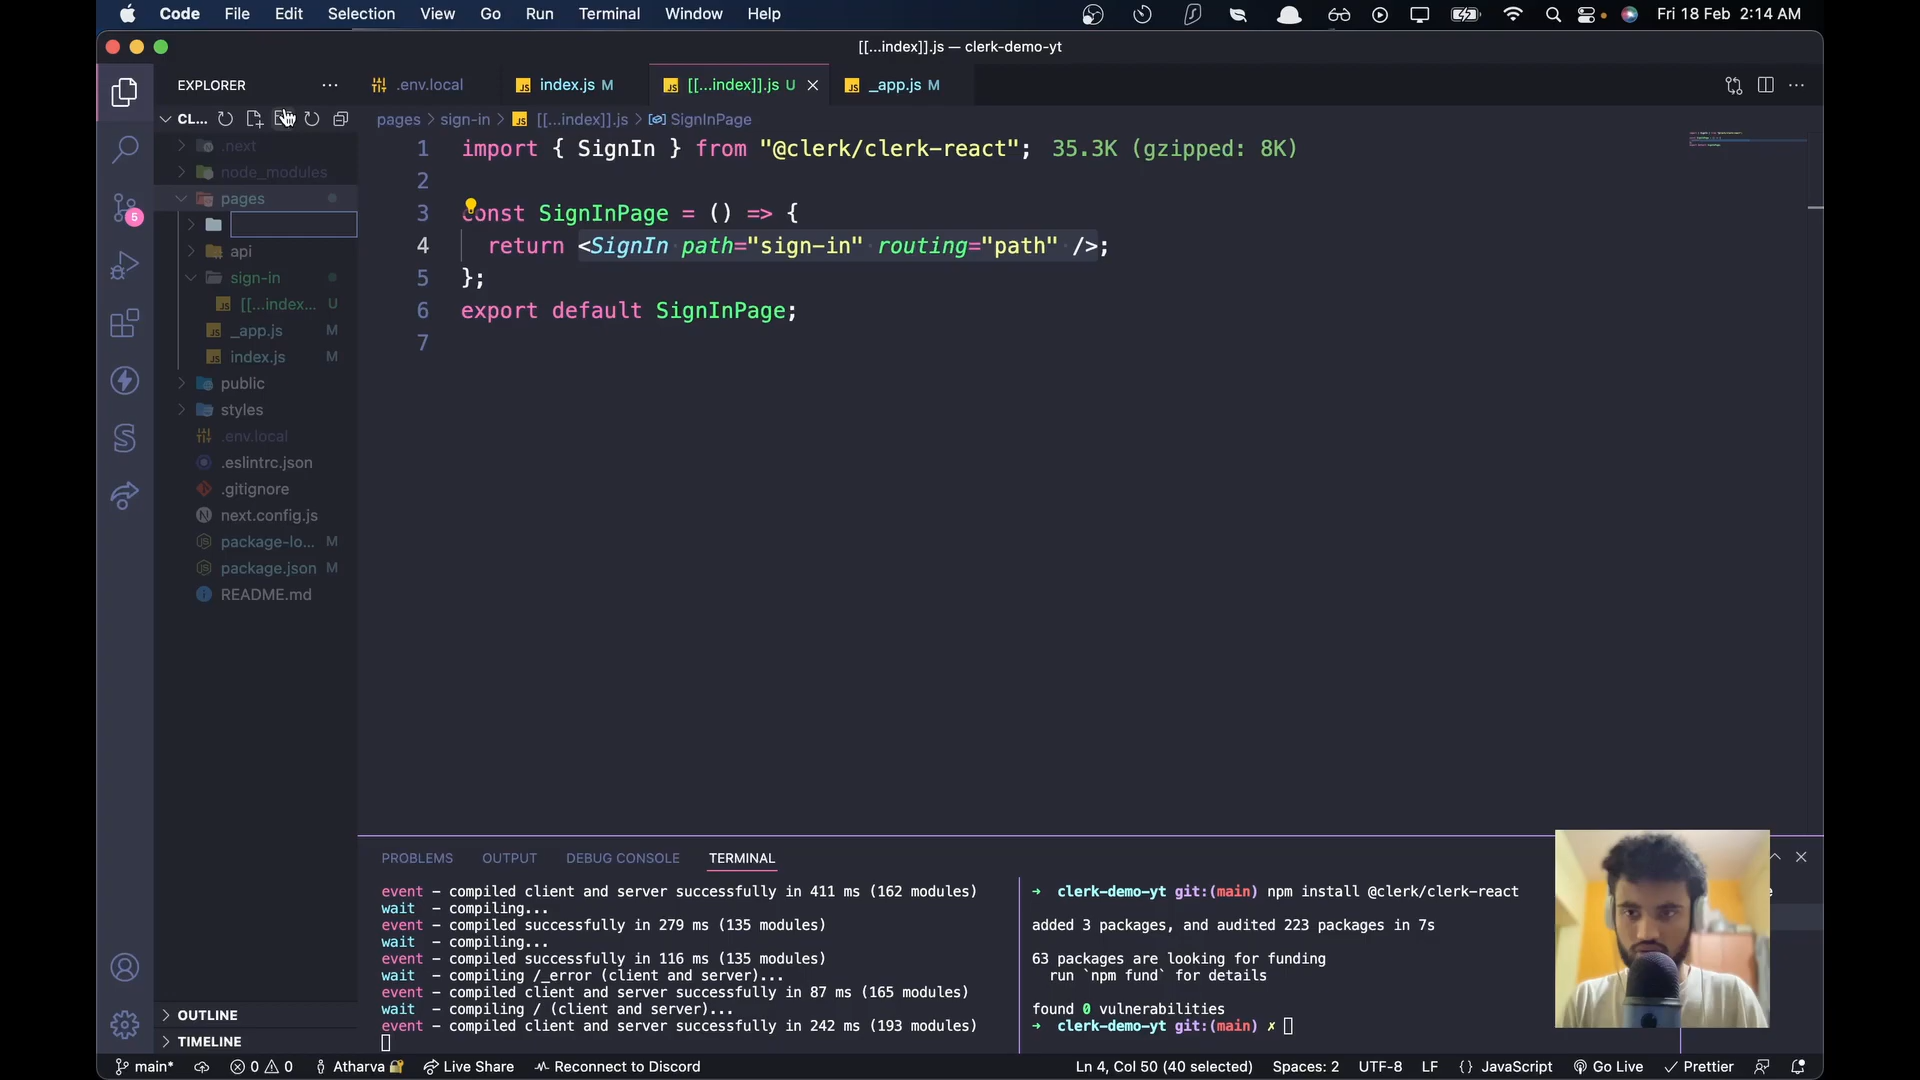 Code File Edit Selection View Go Run Terminal Window Help Fri 18 Feb 2:14 AM
[[...index]].js — clerk-demo-yt
EXPLORER
.env.local index.js M [[...index]].js U _app.js M
CL...
pages > sign-in > [[...index]].js > SignInPage
.next
node_modules
pages
api
sign-in
[[...index... U
_app.js M
index.js M
public
styles
.env.local
.eslintrc.json
.gitignore
next.config.js
package-lo... M
package.json M
README.md
5
1 import { SignIn } from "@clerk/clerk-react"; 35.3K (gzipped: 8K)
2
3 const SignInPage = () => {
4 return <SignIn path="sign-in" routing="path" />;
5 };
6 export default SignInPage;
7
PROBLEMS OUTPUT DEBUG CONSOLE TERMINAL
event - compiled client and server successfully in 411 ms (162 modules)
wait - compiling...
event - compiled successfully in 279 ms (135 modules)
wait - compiling...
event - compiled successfully in 116 ms (135 modules)
wait - compiling /_error (client and server)...
event - compiled client and server successfully in 87 ms (165 modules)
wait - compiling / (client and server)...
event - compiled client and server successfully in 242 ms (193 modules)
→ clerk-demo-yt git:(main) npm install @clerk/clerk-react
added 3 packages, and audited 223 packages in 7s
63 packages are looking for funding
run `npm fund` for details
found 0 vulnerabilities
→ clerk-demo-yt git:(main) ✗
OUTLINE
TIMELINE
main* 0 0 Atharva 🔐 Live Share Reconnect to Discord Ln 4, Col 50 (40 selected) Spaces: 2 UTF-8 LF {} JavaScript Go Live Prettier